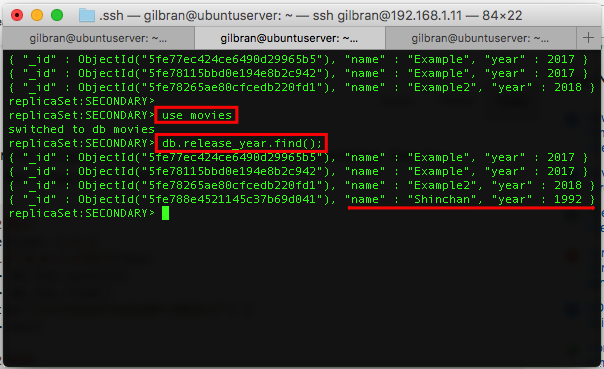 .ssh — gilbran@ubuntuserver: ~ — ssh gilbran@192.168.1.11 — 84×22
gilbran@ubuntuserver: ~...
gilbran@ubuntuserver: ~...
gilbran@ubuntuserver: ~...
{ "_id" : ObjectId("5fe77ec424ce6490d29965b5"), "name" : "Example", "year" : 2017 }
{ "_id" : ObjectId("5fe78115bbd0e194e8b2c942"), "name" : "Example", "year" : 2017 }
{ "_id" : ObjectId("5fe78265ae80cfcedb220fd1"), "name" : "Example2", "year" : 2018 }
replicaSet:SECONDARY>
replicaSet:SECONDARY> use movies
switched to db movies
replicaSet:SECONDARY> db.release_year.find();
{ "_id" : ObjectId("5fe77ec424ce6490d29965b5"), "name" : "Example", "year" : 2017 }
{ "_id" : ObjectId("5fe78115bbd0e194e8b2c942"), "name" : "Example", "year" : 2017 }
{ "_id" : ObjectId("5fe78265ae80cfcedb220fd1"), "name" : "Example2", "year" : 2018 }
{ "_id" : ObjectId("5fe788e4521145c37b69d041"), "name" : "Shinchan", "year" : 1992 }
replicaSet:SECONDARY>